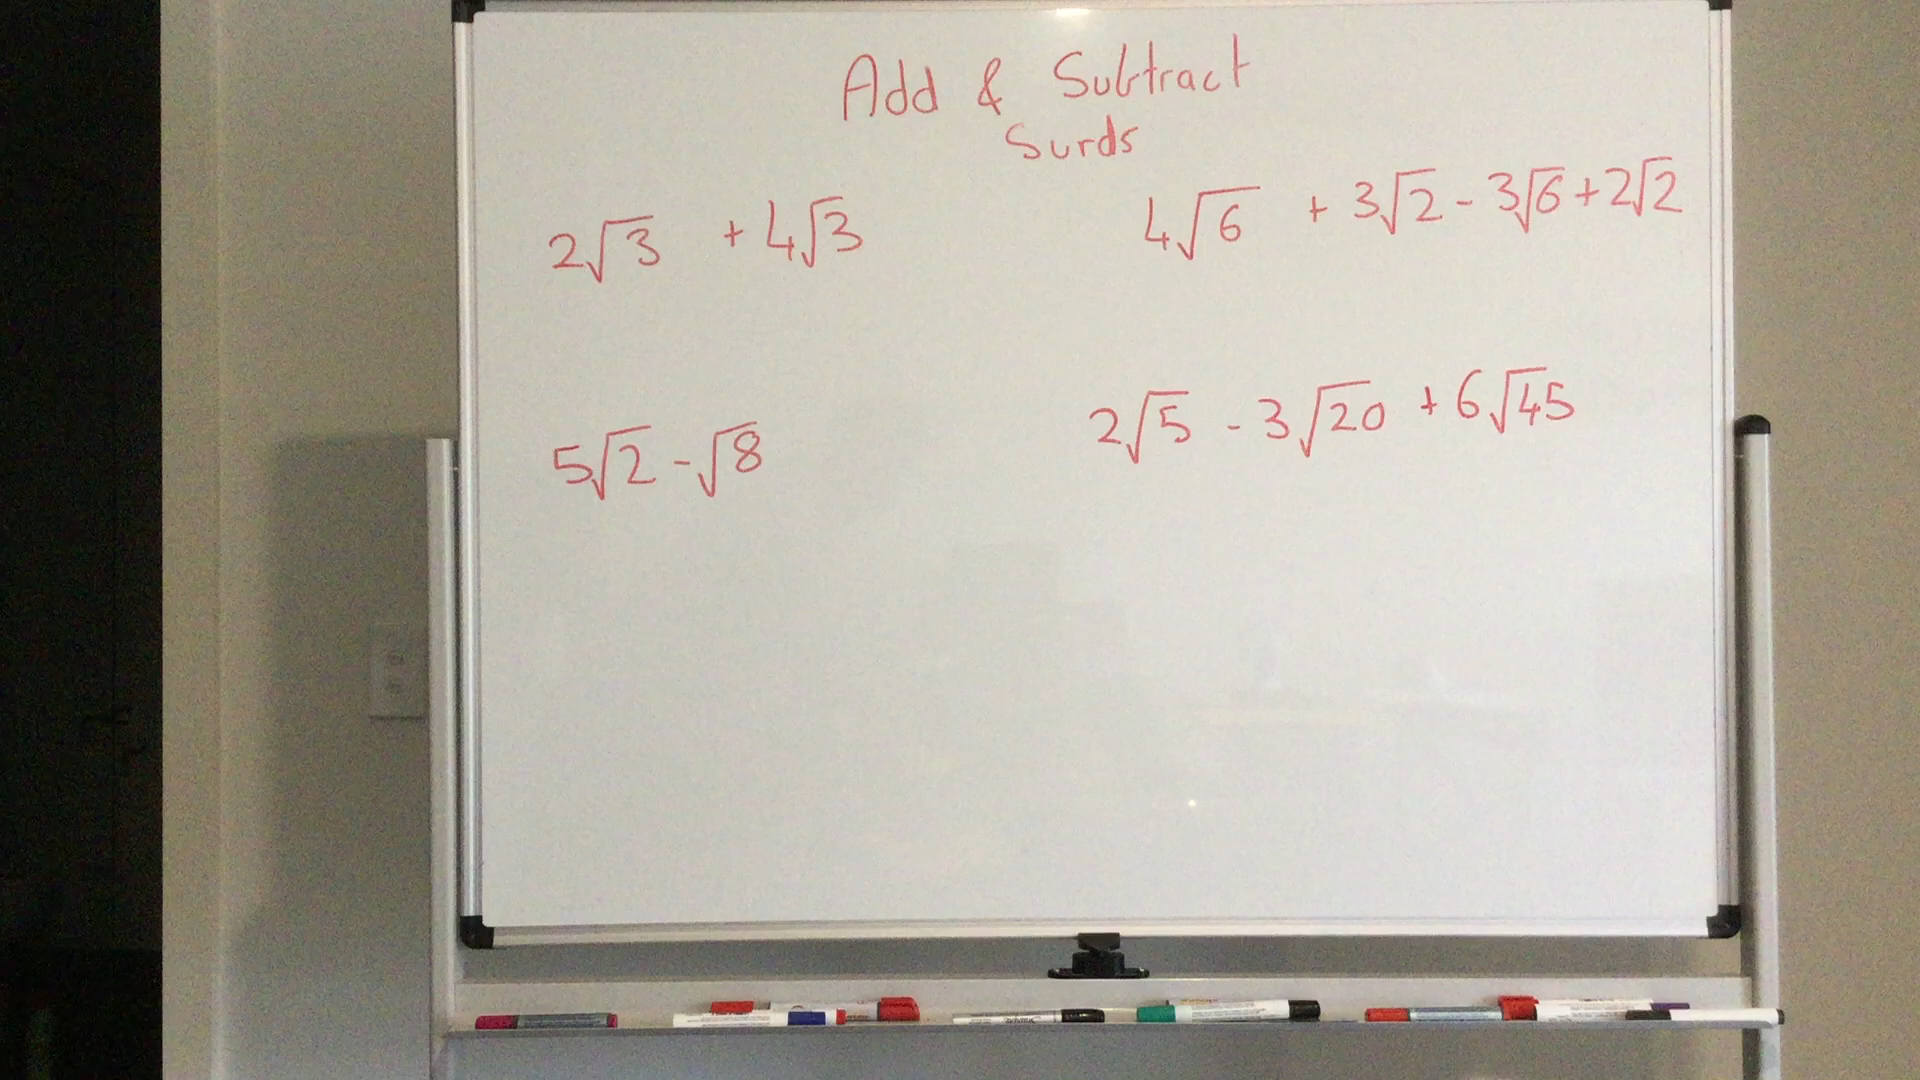 Add & Subtract
Surds
2√3 + 4√3
4√6 + 3√2 - 3√6 + 2√2
5√2 - √8
2√5 - 3√20 + 6√45